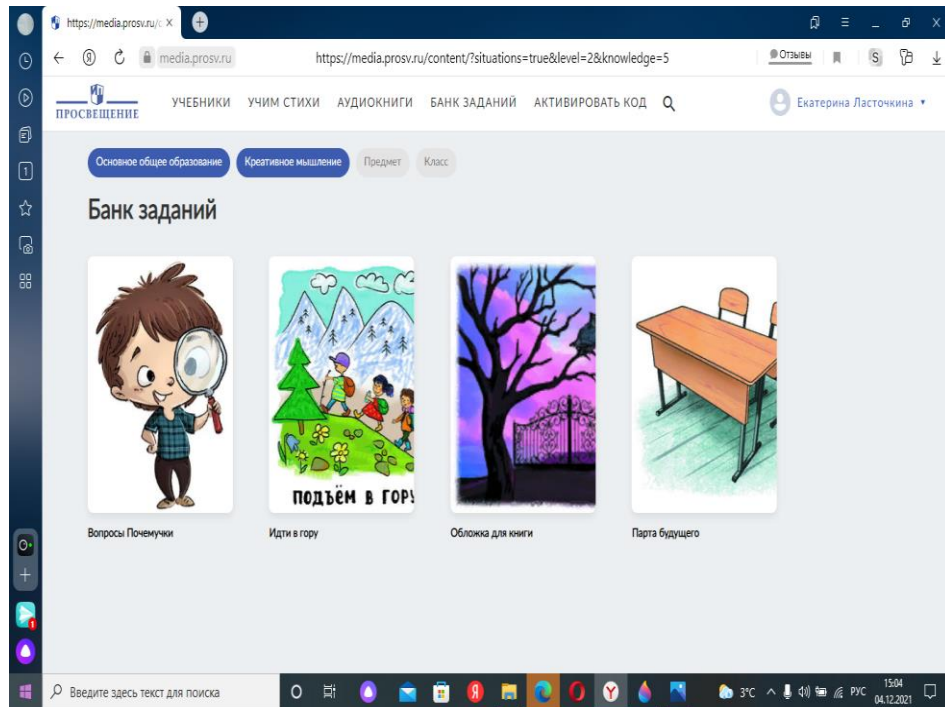 https://media.prosv.ru/c
media.prosv.ru
https://media.prosv.ru/content/?situations=true&level=2&knowledge=5
Отзывы
S
ПРОСВЕЩЕНИЕ
УЧЕБНИКИ УЧИМ СТИХИ АУДИОКНИГИ БАНК ЗАДАНИЙ АКТИВИРОВАТЬ КОД
Екатерина Ласточкина
Основное общее образование Креативное мышление Предмет Класс
Банк заданий
ПОДЪЁМ В ГОРУ
Вопросы Почемучки
Идти в гору
Обложка для книги
Парта будущего
1
1
Введите здесь текст для поиска
3°C
РУС
15:04
04.12.2021